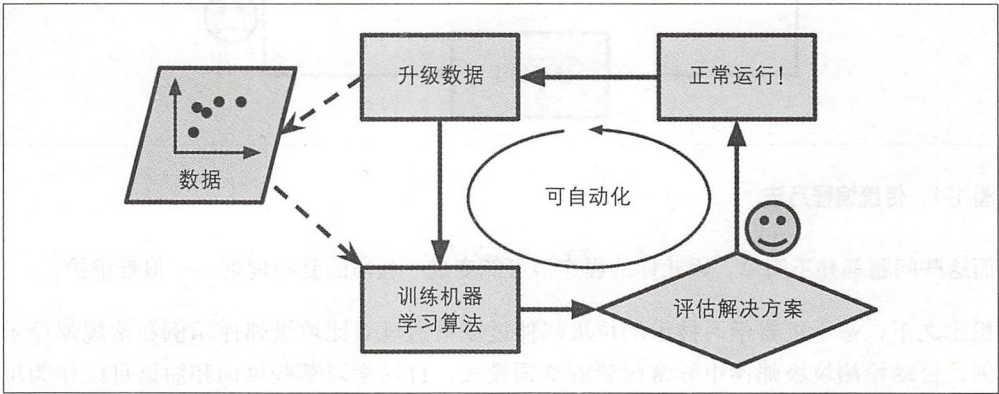 升级数据
正常运行!
数据
可自动化
训练机器
学习算法
评估解决方案